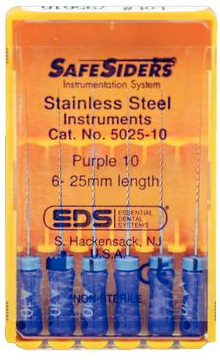 SAFESIDERS®
Instrumentation System
Stainless Steel
Instruments
Cat. No. 5025-10
Purple 10
6- 25mm length
EDS ESSENTIAL
DENTAL
SYSTEMS®
S. Hackensack, NJ
U.S.A.
NON-STERILE